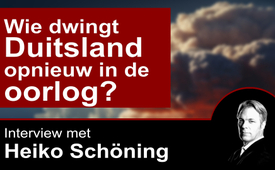 Wie dwingt
Duitsland
opnieuw in de
oorlog?
Interview met
Heiko Schöning